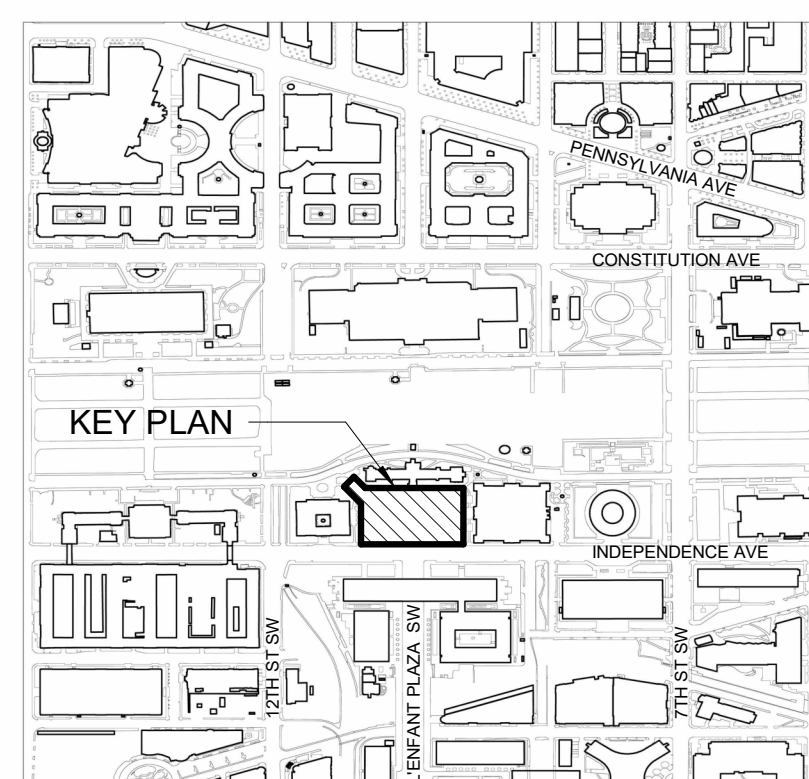 PENNSYLVANIA AVE
CONSTITUTION AVE
KEY PLAN
INDEPENDENCE AVE
12TH ST SW
L'ENFANT PLAZA SW
7TH ST SW